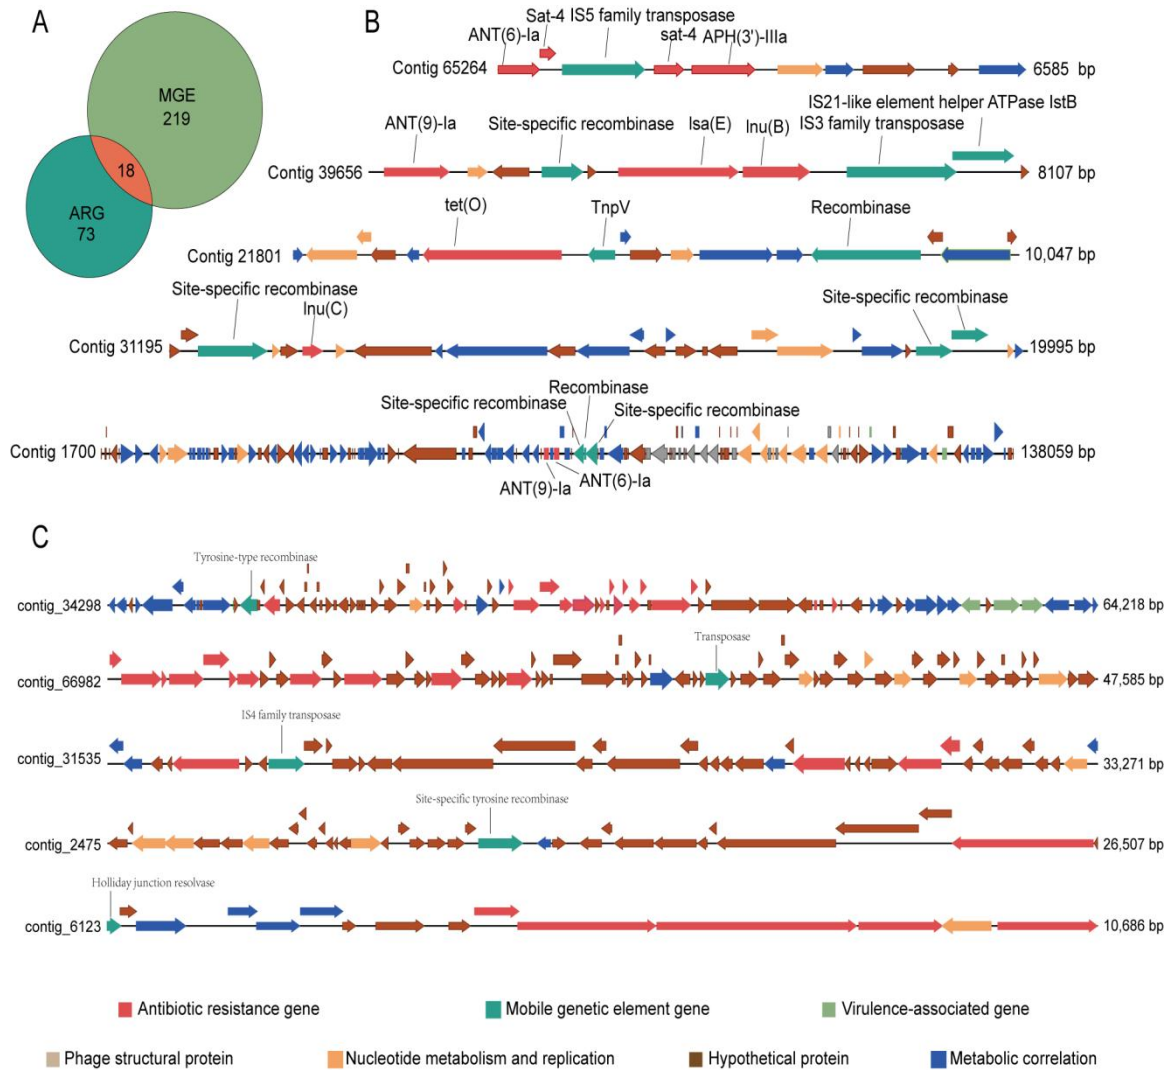 A
MGE
219
18
ARG
73
B
Sat-4 IS5 family transposase
ANT(6)-Ia
sat-4 APH(3')-IIIa
Contig 65264
6585 bp
IS21-like element helper ATPase IstB
ANT(9)-Ia
Site-specific recombinase
lsa(E)
lnu(B)
IS3 family transposase
Contig 39656
8107 bp
tet(O)
TnpV
Recombinase
Contig 21801
10,047 bp
Site-specific recombinase
lnu(C)
Site-specific recombinase
Contig 31195
19995 bp
Recombinase
Site-specific recombinase
Site-specific recombinase
Contig 1700
138059 bp
ANT(9)-Ia
ANT(6)-Ia
C
Tyrosine-type recombinase
contig_34298
64,218 bp
Transposase
contig_66982
47,585 bp
IS4 family transposase
contig_31535
33,271 bp
Site-specific tyrosine recombinase
contig_2475
26,507 bp
Holliday junction resolvase
contig_6123
10,686 bp
Antibiotic resistance gene
Mobile genetic element gene
Virulence-associated gene
Phage structural protein
Nucleotide metabolism and replication
Hypothetical protein
Metabolic correlation